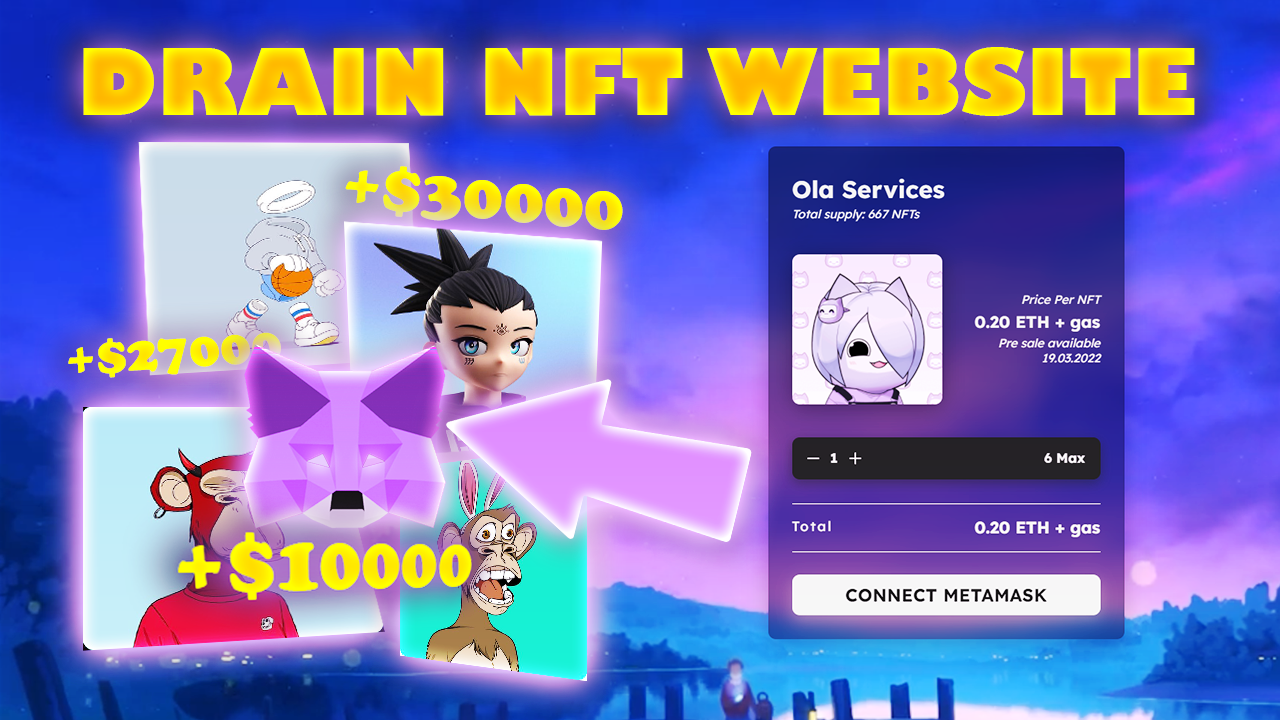 DRAIN NFT WEBSITE
+$30000
+$27000
+$10000
Ola Services
Total supply: 667 NFTs
Price Per NFT
0.20 ETH + gas
Pre sale available
19.03.2022
— 1 +
6 Max
Total
0.20 ETH + gas
CONNECT METAMASK